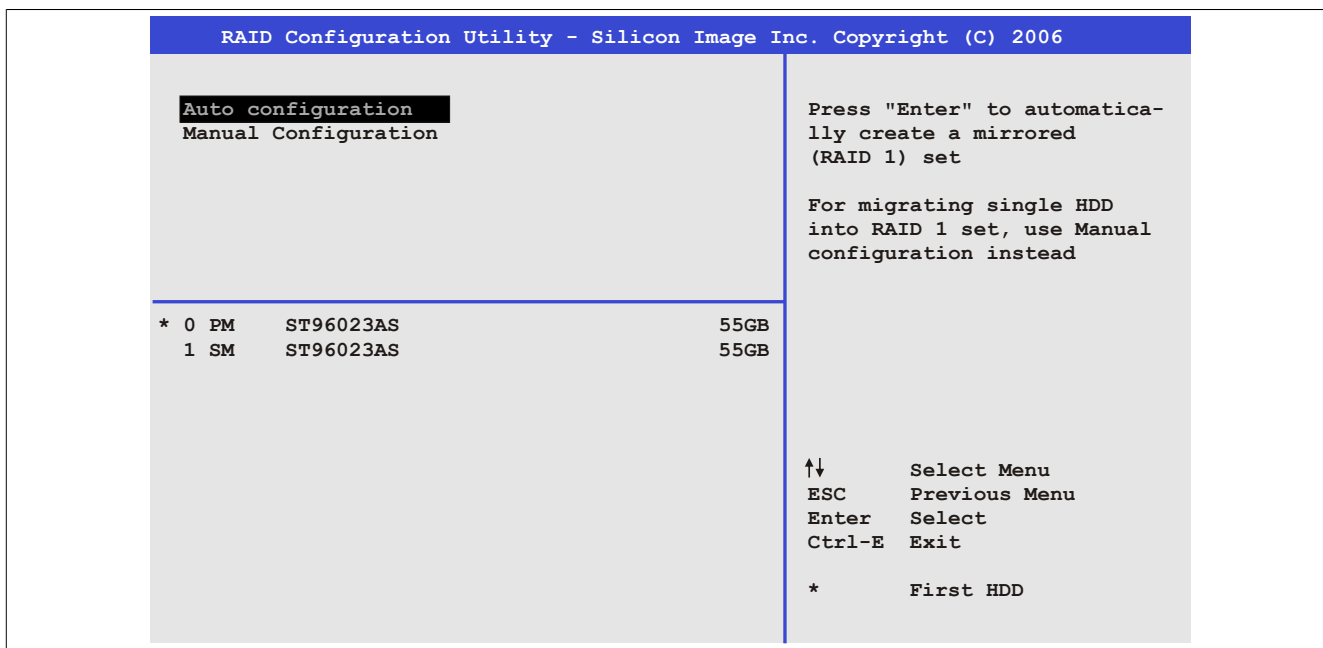 RAID Configuration Utility - Silicon Image Inc. Copyright (C) 2006
Auto configuration
Manual Configuration
Press "Enter" to automatica-
lly create a mirrored
(RAID 1) set
For migrating single HDD
into RAID 1 set, use Manual
configuration instead
* 0 PM ST96023AS 55GB
1 SM ST96023AS 55GB
↑↓ Select Menu
ESC Previous Menu
Enter Select
Ctrl-E Exit
* First HDD